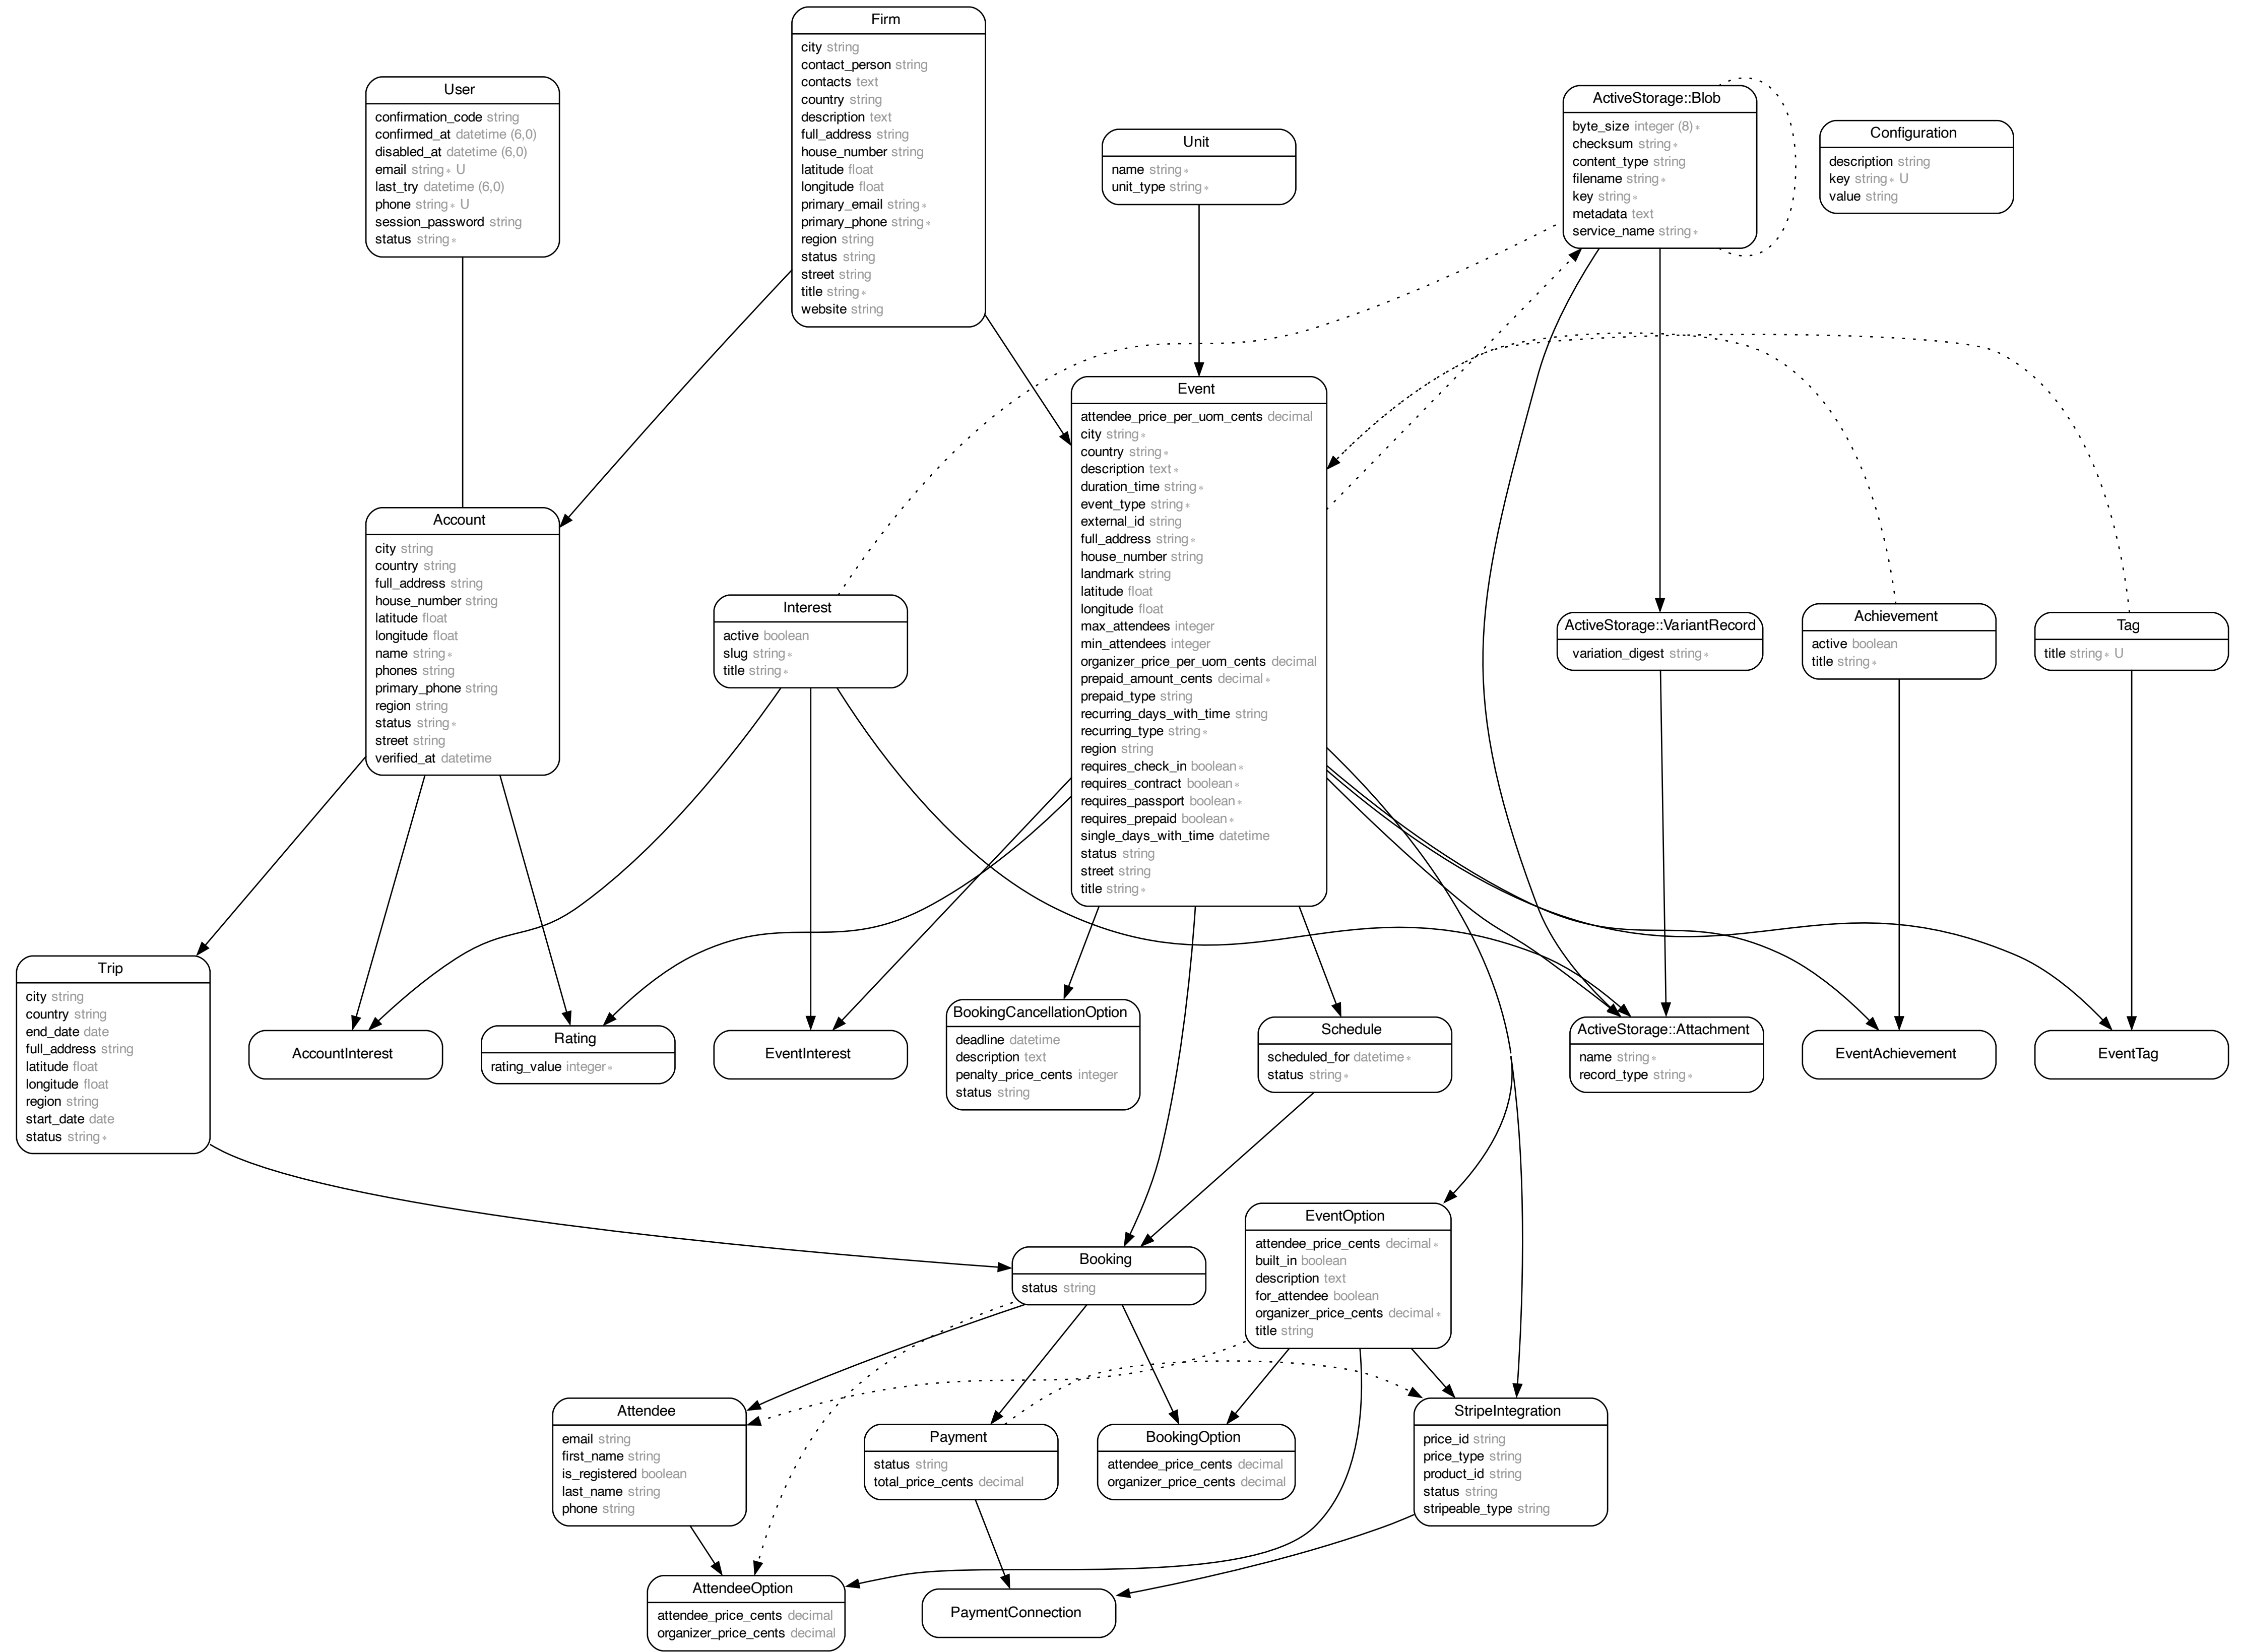 Firm
city string
contact_person string
contacts text
country string
description text
full_address string
house_number string
latitude float
longitude float
primary_email string∗
primary_phone string∗
region string
status string
street string
title string∗
website string
User
confirmation_code string
confirmed_at datetime (6,0)
disabled_at datetime (6,0)
email string∗ U
last_try datetime (6,0)
phone string∗ U
session_password string
status string∗
Unit
name string∗
unit_type string∗
ActiveStorage::Blob
byte_size integer (8)∗
checksum string∗
content_type string
filename string∗
key string∗
metadata text
service_name string∗
Configuration
description string
key string∗ U
value string
Event
attendee_price_per_uom_cents decimal
city string∗
country string∗
description text∗
duration_time string∗
event_type string∗
external_id string
full_address string∗
house_number string
landmark string
latitude float
longitude float
max_attendees integer
min_attendees integer
organizer_price_per_uom_cents decimal
prepaid_amount_cents decimal∗
prepaid_type string
recurring_days_with_time string
recurring_type string∗
region string
requires_check_in boolean∗
requires_contract boolean∗
requires_passport boolean∗
requires_prepaid boolean∗
single_days_with_time datetime
status string
street string
title string∗
Account
city string
country string
full_address string
house_number string
latitude float
longitude float
name string∗
phones string
primary_phone string
region string
status string∗
street string
verified_at datetime
Interest
active boolean
slug string∗
title string∗
ActiveStorage::VariantRecord
variation_digest string∗
Achievement
active boolean
title string∗
Tag
title string∗ U
Trip
city string
country string
end_date date
full_address string
latitude float
longitude float
region string
start_date date
status string∗
AccountInterest
Rating
rating_value integer∗
EventInterest
BookingCancellationOption
deadline datetime
description text
penalty_price_cents integer
status string
Schedule
scheduled_for datetime∗
status string∗
ActiveStorage::Attachment
name string∗
record_type string∗
EventAchievement
EventTag
Booking
status string
EventOption
attendee_price_cents decimal∗
built_in boolean
description text
for_attendee boolean
organizer_price_cents decimal∗
title string
Attendee
email string
first_name string
is_registered boolean
last_name string
phone string
Payment
status string
total_price_cents decimal
BookingOption
attendee_price_cents decimal
organizer_price_cents decimal
StripeIntegration
price_id string
price_type string
product_id string
status string
stripeable_type string
AttendeeOption
attendee_price_cents decimal
organizer_price_cents decimal
PaymentConnection